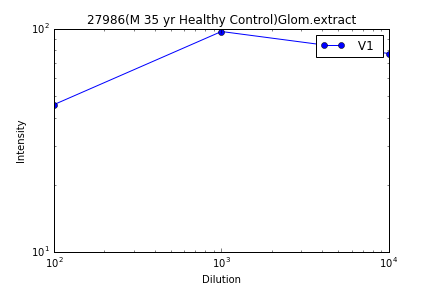 27986(M 35 yr Healthy Control)Glom.extract
10²
V1
Intensity
10¹
10² 10³ 10⁴
Dilution